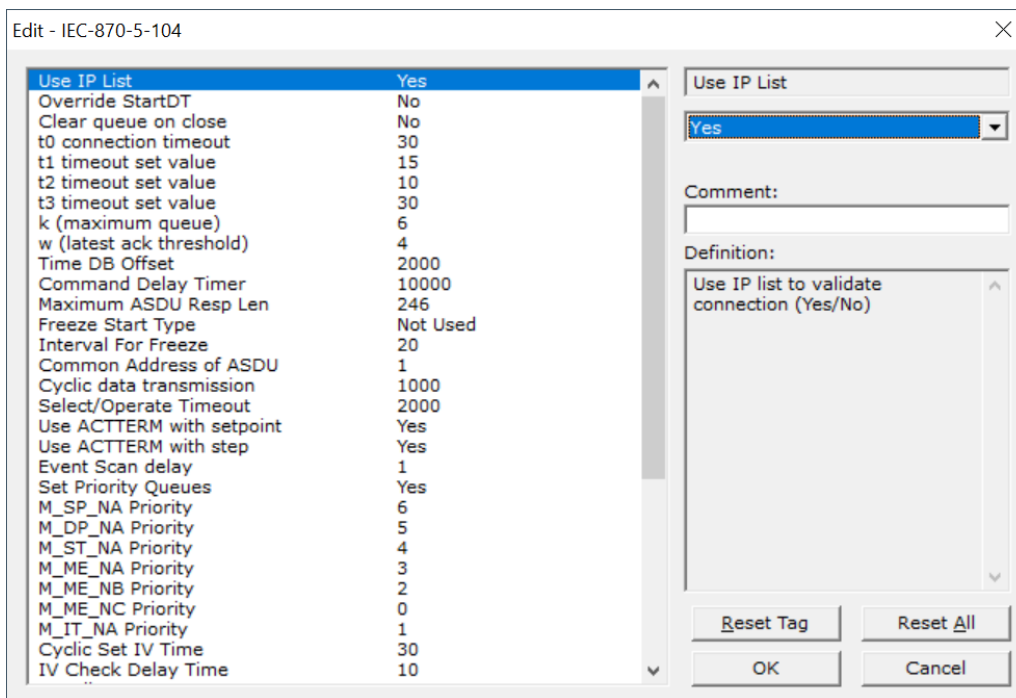 Edit - IEC-870-5-104
Use IP List Yes
Override StartDT No
Clear queue on close No
t0 connection timeout 30
t1 timeout set value 15
t2 timeout set value 10
t3 timeout set value 30
k (maximum queue) 6
w (latest ack threshold) 4
Time DB Offset 2000
Command Delay Timer 10000
Maximum ASDU Resp Len 246
Freeze Start Type Not Used
Interval For Freeze 20
Common Address of ASDU 1
Cyclic data transmission 1000
Select/Operate Timeout 2000
Use ACTTERM with setpoint Yes
Use ACTTERM with step Yes
Event Scan delay 1
Set Priority Queues Yes
M_SP_NA Priority 6
M_DP_NA Priority 5
M_ST_NA Priority 4
M_ME_NA Priority 3
M_ME_NB Priority 2
M_ME_NC Priority 0
M_IT_NA Priority 1
Cyclic Set IV Time 30
IV Check Delay Time 10
Use IP List
Yes
Comment:
Definition:
Use IP list to validate
connection (Yes/No)
Reset Tag Reset All
OK Cancel